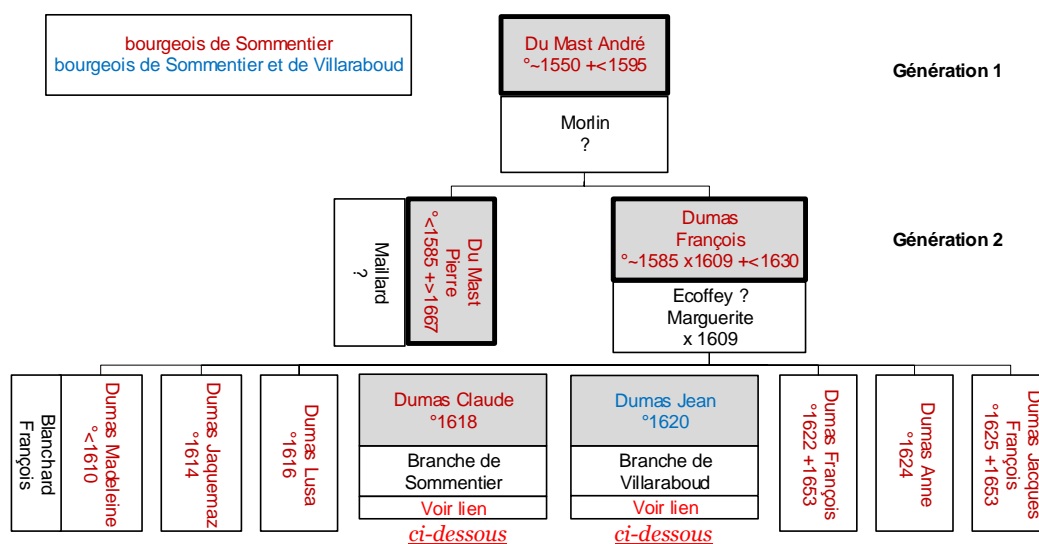 bourgeois de Sommentier
bourgeois de Sommentier et de Villaraboud
Du Mast André
°~1550 +<1595
Génération 1
Morlin
?
Maillard
?
Du Mast
Pierre
°<1585 +>1667
Dumas
François
°~1585 x1609 +<1630
Génération 2
Ecoffey ?
Marguerite
x 1609
Blanchard
François
Dumas Madeleine
°<1610
Dumas Jaquemaz
°1614
Dumas Lusa
°1616
Dumas Claude
°1618
Branche de
Sommentier
Voir lien
ci-dessous
Dumas Jean
°1620
Branche de
Villaraboud
Voir lien
ci-dessous
Dumas François
°1622 +1653
Dumas Anne
°1624
Dumas Jacques
François
°1625 +1653